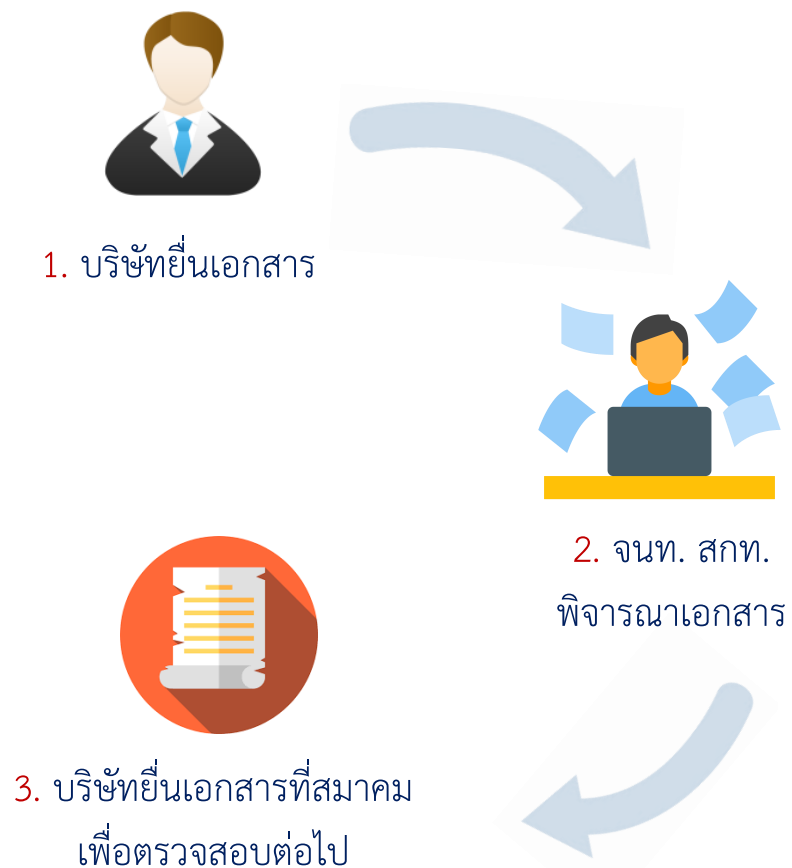 1. บริษัทยื่นเอกสาร
2. จนท. สกท.
พิจารณาเอกสาร
3. บริษัทยื่นเอกสารที่สมาคม
เพื่อตรวจสอบต่อไป